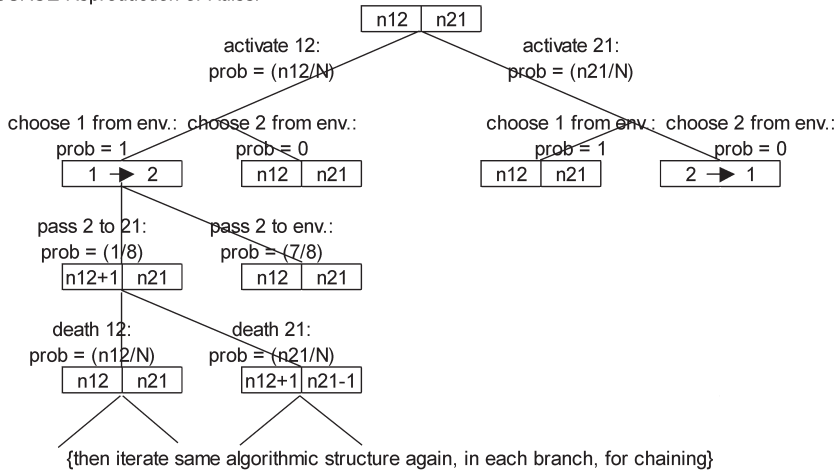 n12 n21
activate 12: activate 21:
prob = (n12/N) prob = (n21/N)
choose 1 from env.: choose 2 from env.: choose 1 from env.: choose 2 from env.:
prob = 1 prob = 0 prob = 1 prob = 0
1 → 2 n12 n21 n12 n21 2 → 1
pass 2 to 21: pass 2 to env.:
prob = (1/8) prob = (7/8)
n12+1 n21 n12 n21
death 12: death 21:
prob = (n12/N) prob = (n21/N)
n12 n21 n12+1 n21-1
{then iterate same algorithmic structure again, in each branch, for chaining}